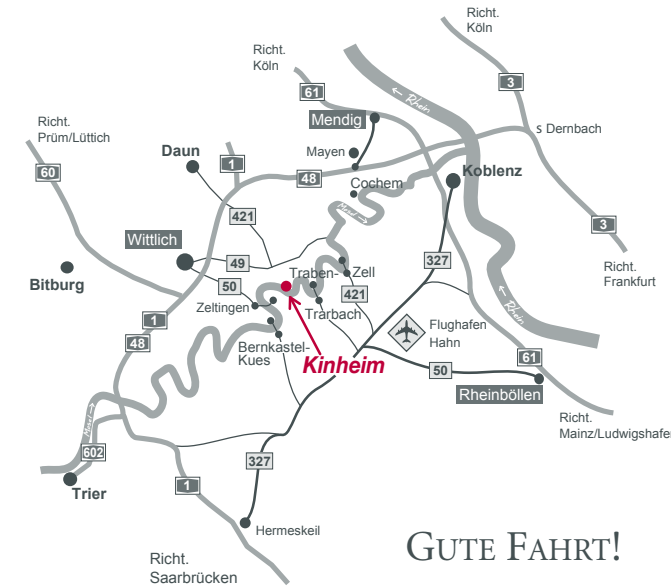 Richt.
Köln
Richt.
Köln
3
61
← Rhein
Mendig
Richt.
Prüm/Lüttich
s Dernbach
Daun
1
Mayen
60
48
Koblenz
Cochem
421
Mosel →
3
Wittlich
327
49
Richt.
Frankfurt
Bitburg
50
Traben-
Zell
Zeltingen
421
← Rhein
Trarbach
1
Flughafen
Hahn
48
Bernkastel-
Kues
61
Kinheim
50
Rheinböllen
Mosel →
Richt.
Mainz/Ludwigshafen
602
327
Trier
1
Hermeskeil
GUTE FAHRT!
Richt.
Saarbrücken